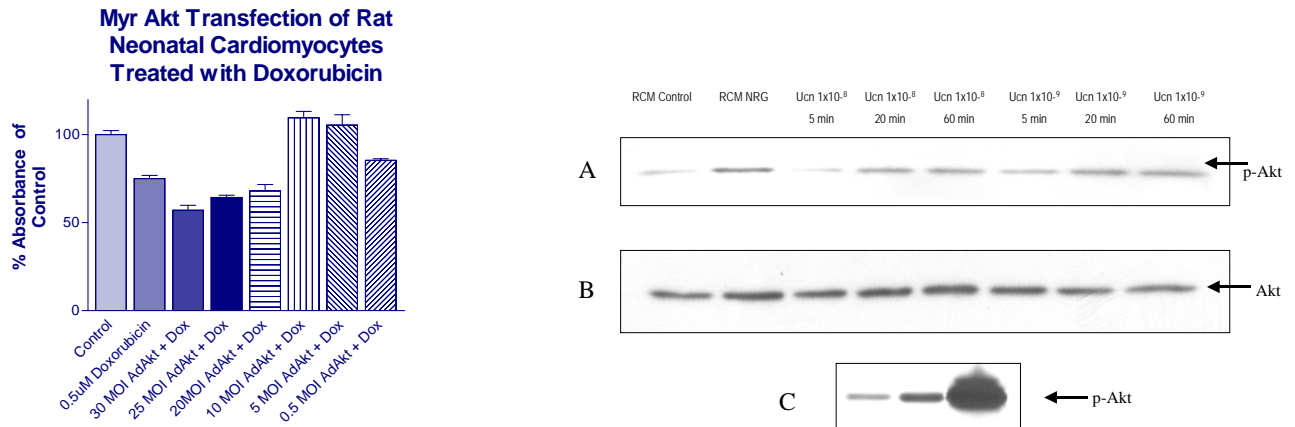 Myr Akt Transfection of Rat
Neonatal Cardiomyocytes
Treated with Doxorubicin
% Absorbance of
Control
100
50
0
Control
0.5uM Doxorubicin
30 MOI AdAkt + Dox
25 MOI AdAkt + Dox
20MOI AdAkt + Dox
10 MOI AdAkt + Dox
5 MOI AdAkt + Dox
0.5 MOI AdAkt + Dox
RCM Control RCM NRG Ucn 1x10-8 Ucn 1x10-8 Ucn 1x10-8 Ucn 1x10-9 Ucn 1x10-9 Ucn 1x10-9
5 min 20 min 60 min 5 min 20 min 60 min
A
p-Akt
B
Akt
C
p-Akt